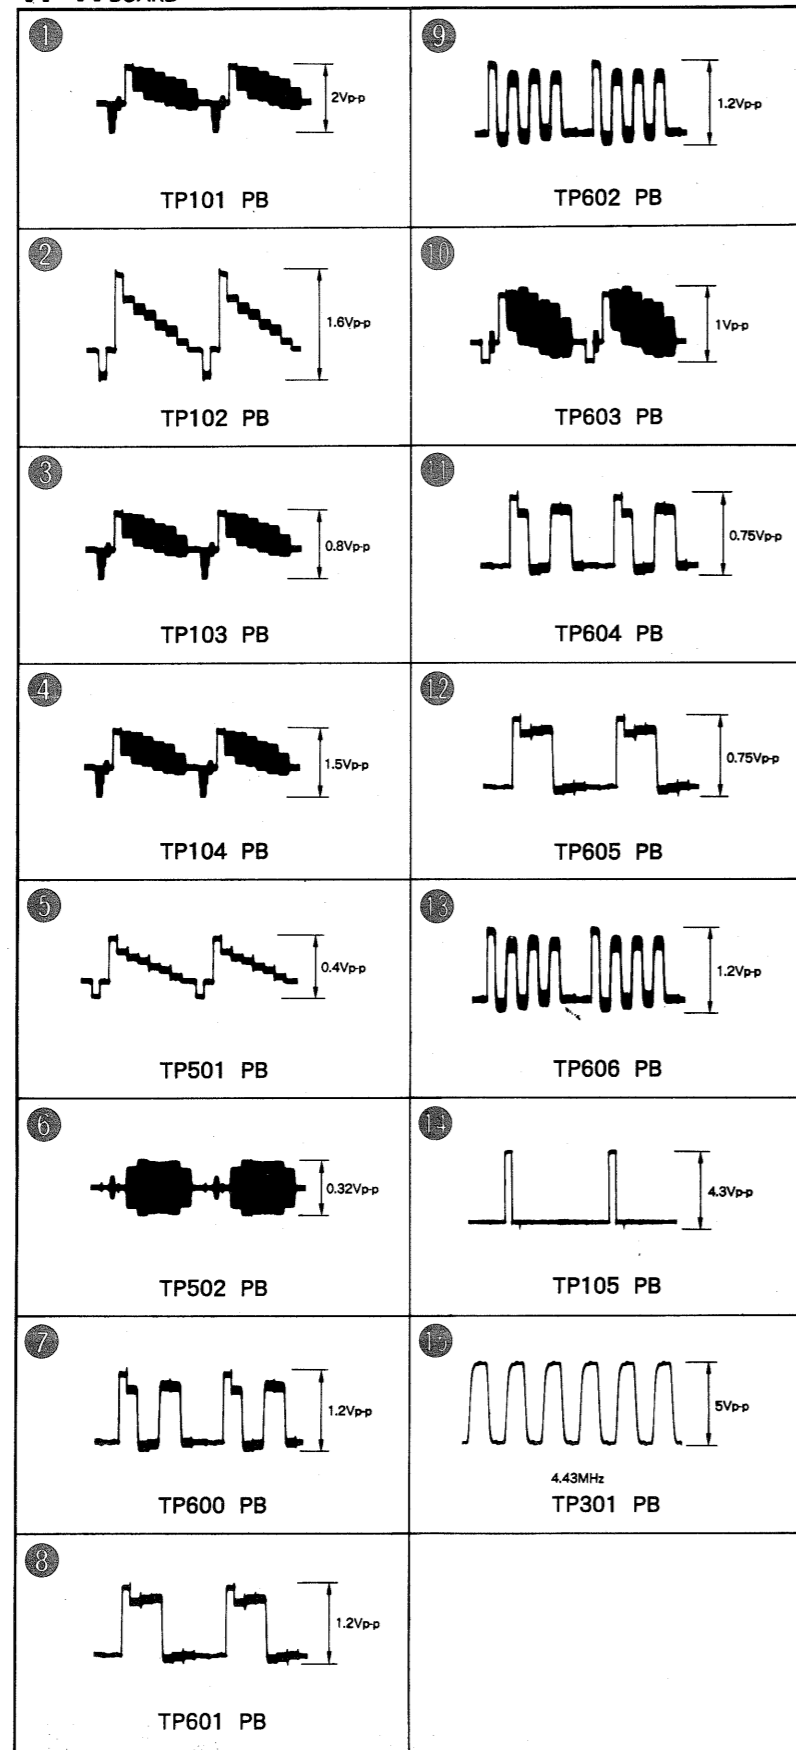 BOARD
1
2Vp-p
TP101 PB
2
1.6Vp-p
TP102 PB
3
0.8Vp-p
TP103 PB
4
1.5Vp-p
TP104 PB
5
0.4Vp-p
TP501 PB
6
0.32Vp-p
TP502 PB
7
1.2Vp-p
TP600 PB
8
1.2Vp-p
TP601 PB
9
1.2Vp-p
TP602 PB
10
1Vp-p
TP603 PB
11
0.75Vp-p
TP604 PB
12
0.75Vp-p
TP605 PB
13
1.2Vp-p
TP606 PB
14
4.3Vp-p
TP105 PB
15
5Vp-p
4.43MHz
TP301 PB